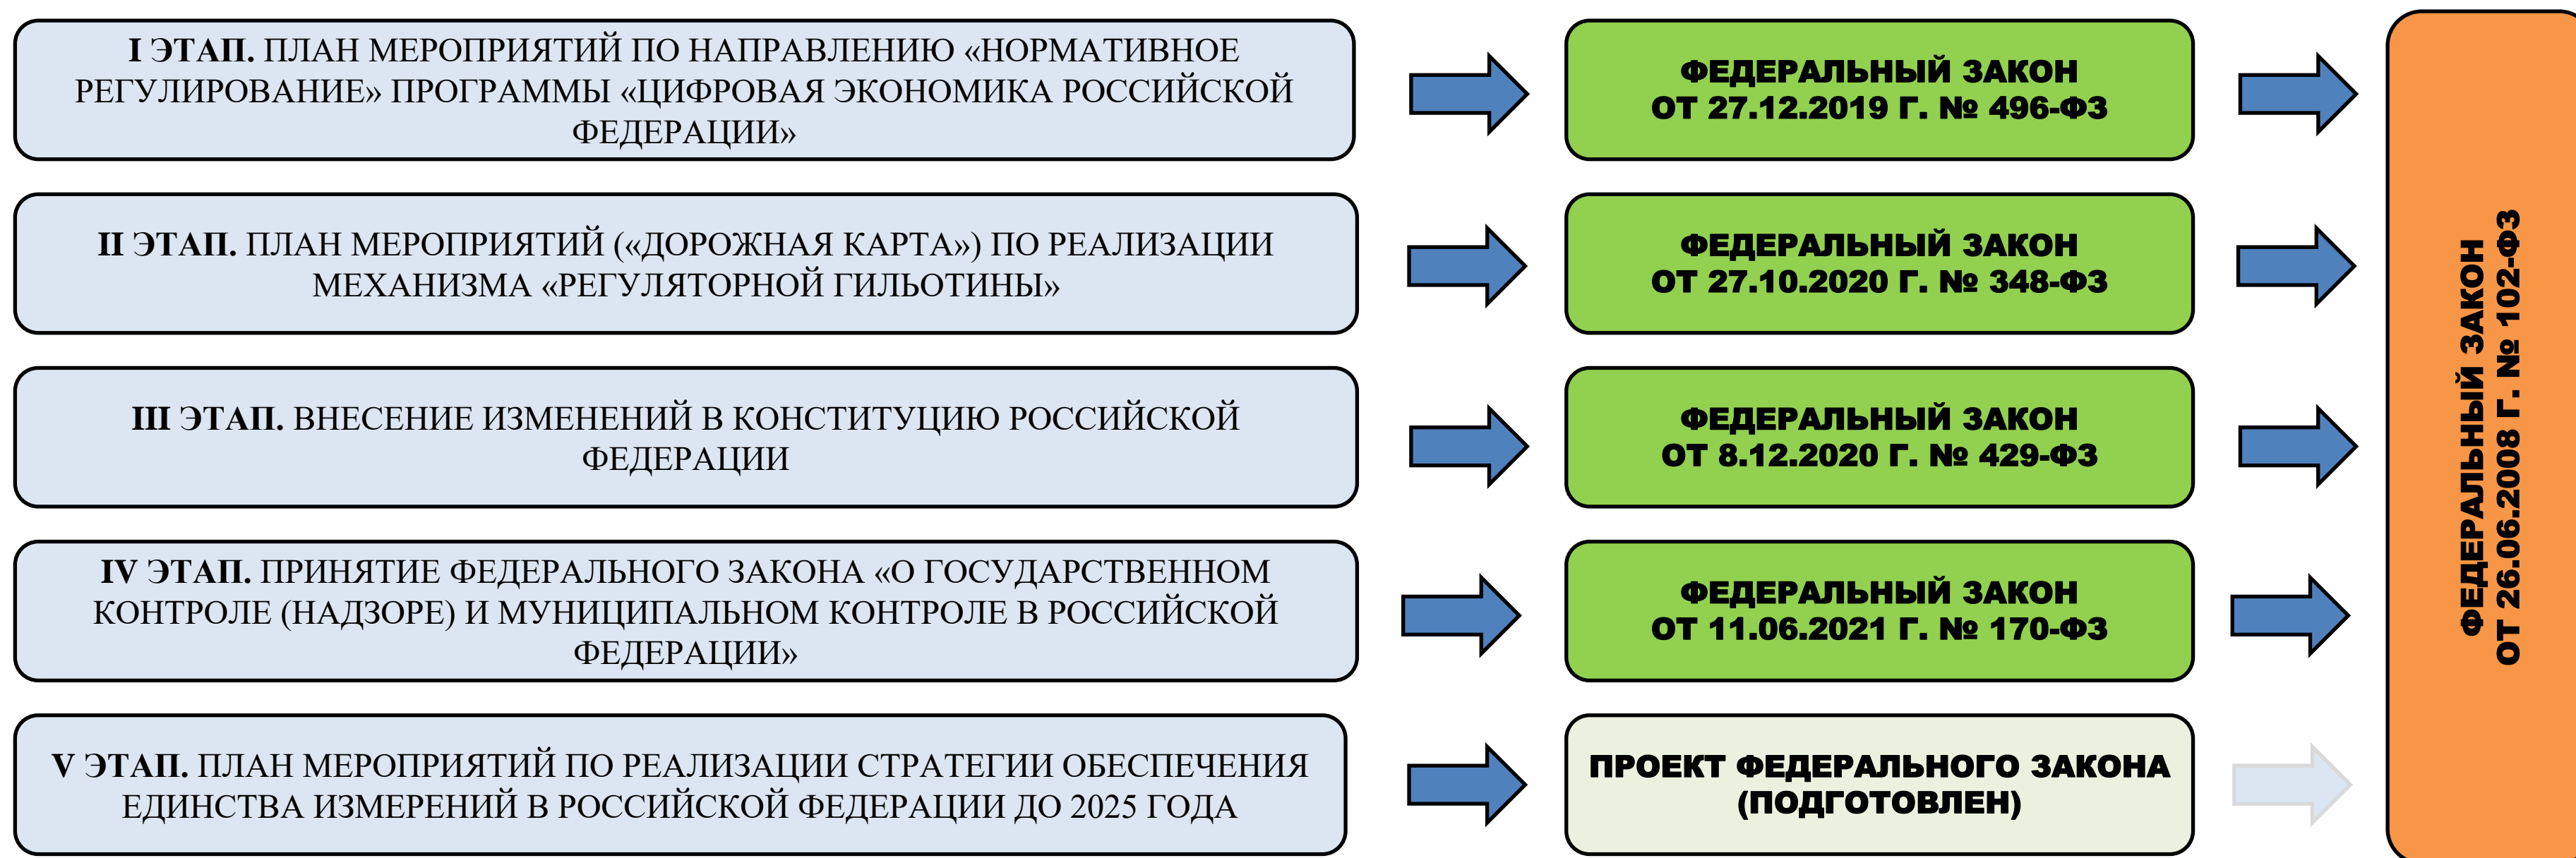 I ЭТАП. ПЛАН МЕРОПРИЯТИЙ ПО НАПРАВЛЕНИЮ «НОРМАТИВНОЕ
РЕГУЛИРОВАНИЕ» ПРОГРАММЫ «ЦИФРОВАЯ ЭКОНОМИКА РОССИЙСКОЙ
ФЕДЕРАЦИИ»
ФЕДЕРАЛЬНЫЙ ЗАКОН
ОТ 27.12.2019 Г. № 496-ФЗ
II ЭТАП. ПЛАН МЕРОПРИЯТИЙ («ДОРОЖНАЯ КАРТА») ПО РЕАЛИЗАЦИИ
МЕХАНИЗМА «РЕГУЛЯТОРНОЙ ГИЛЬОТИНЫ»
ФЕДЕРАЛЬНЫЙ ЗАКОН
ОТ 27.10.2020 Г. № 348-ФЗ
III ЭТАП. ВНЕСЕНИЕ ИЗМЕНЕНИЙ В КОНСТИТУЦИЮ РОССИЙСКОЙ
ФЕДЕРАЦИИ
ФЕДЕРАЛЬНЫЙ ЗАКОН
ОТ 8.12.2020 Г. № 429-ФЗ
IV ЭТАП. ПРИНЯТИЕ ФЕДЕРАЛЬНОГО ЗАКОНА «О ГОСУДАРСТВЕННОМ
КОНТРОЛЕ (НАДЗОРЕ) И МУНИЦИПАЛЬНОМ КОНТРОЛЕ В РОССИЙСКОЙ
ФЕДЕРАЦИИ»
ФЕДЕРАЛЬНЫЙ ЗАКОН
ОТ 11.06.2021 Г. № 170-ФЗ
V ЭТАП. ПЛАН МЕРОПРИЯТИЙ ПО РЕАЛИЗАЦИИ СТРАТЕГИИ ОБЕСПЕЧЕНИЯ
ЕДИНСТВА ИЗМЕРЕНИЙ В РОССИЙСКОЙ ФЕДЕРАЦИИ ДО 2025 ГОДА
ПРОЕКТ ФЕДЕРАЛЬНОГО ЗАКОНА
(ПОДГОТОВЛЕН)
ФЕДЕРАЛЬНЫЙ ЗАКОН
ОТ 26.06.2008 Г. № 102-ФЗ